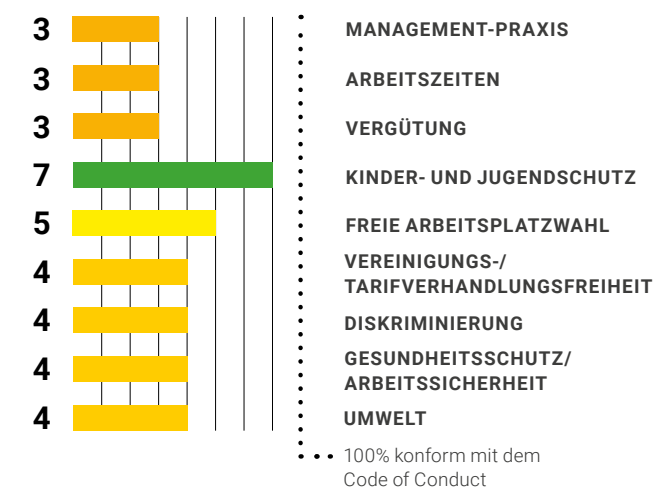 3 MANAGEMENT-PRAXIS
3 ARBEITSZEITEN
3 VERGÜTUNG
7 KINDER- UND JUGENDSCHUTZ
5 FREIE ARBEITSPLATZWAHL
4 VEREINIGUNGS-/
TARIFVERHANDLUNGSFREIHEIT
4 DISKRIMINIERUNG
4 GESUNDHEITSSCHUTZ/
ARBEITSSICHERHEIT
4 UMWELT
100% konform mit dem
Code of Conduct